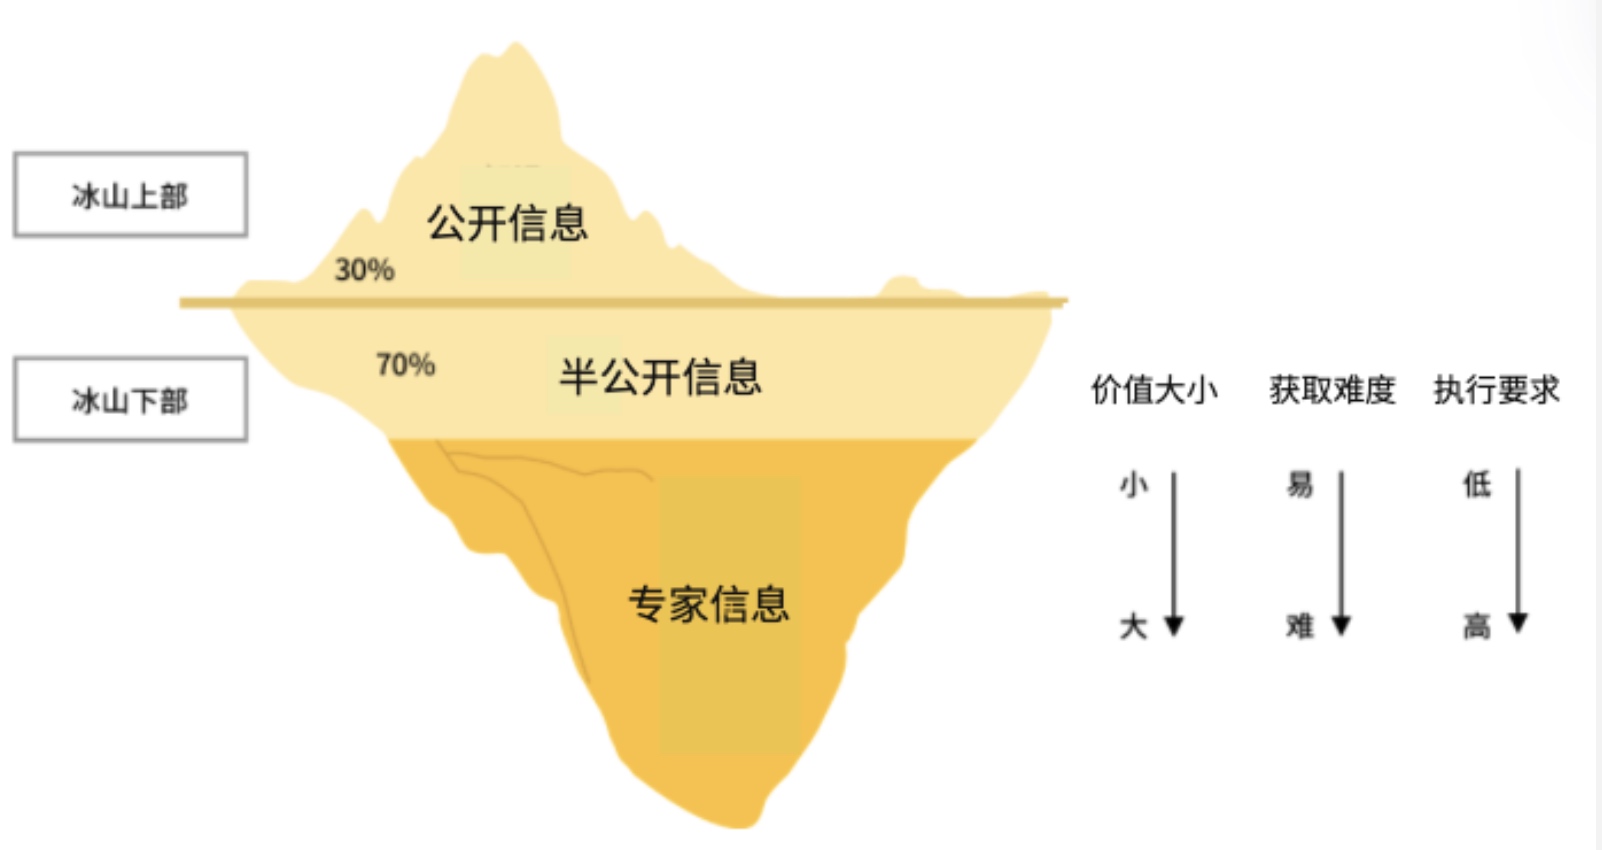 冰山上部
公开信息
30%
70%
半公开信息
冰山下部
价值大小 获取难度 执行要求
小 易 低
大 难 高
专家信息